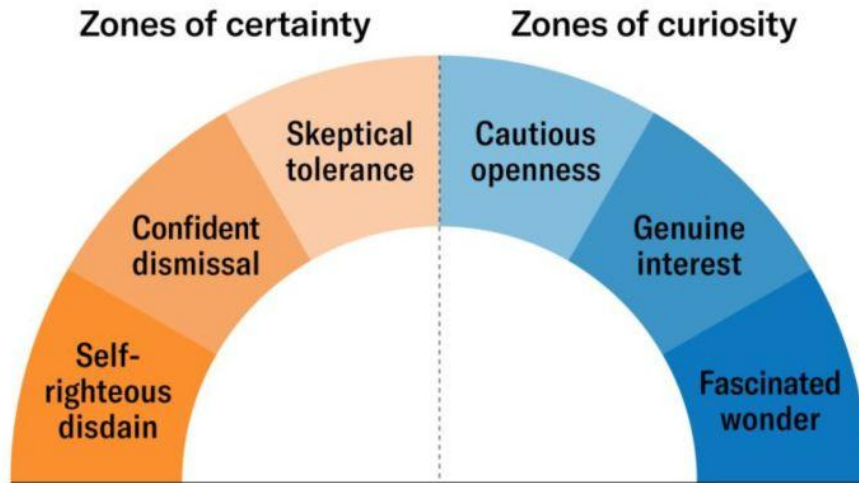 Zones of certainty
Zones of curiosity
Skeptical
tolerance
Cautious
openness
Confident
dismissal
Genuine
interest
Self-
righteous
disdain
Fascinated
wonder